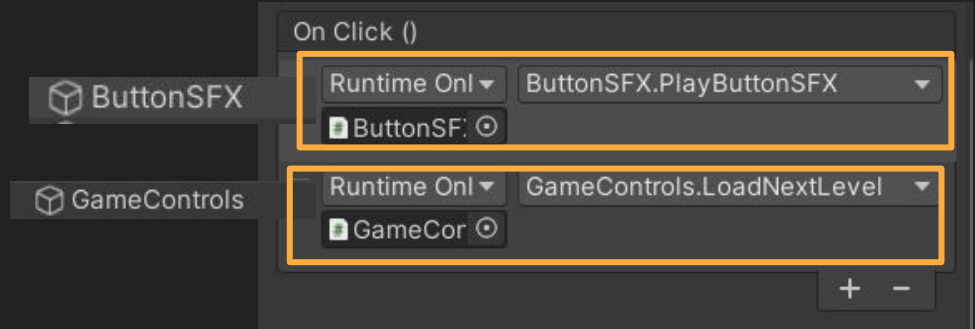 On Click ()
ButtonSFX
Runtime Onl ButtonSFX.PlayButtonSFX
ButtonSF
GameControls
Runtime Onl GameControls.LoadNextLevel
GameCor
+ −